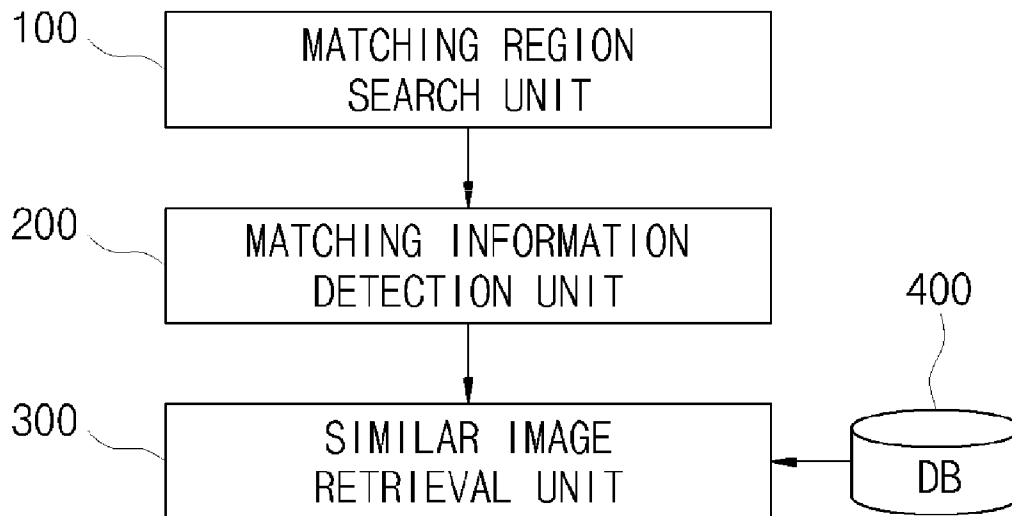 100
MATCHING REGION
SEARCH UNIT
200
MATCHING INFORMATION
DETECTION UNIT
400
300
SIMILAR IMAGE
RETRIEVAL UNIT
DB